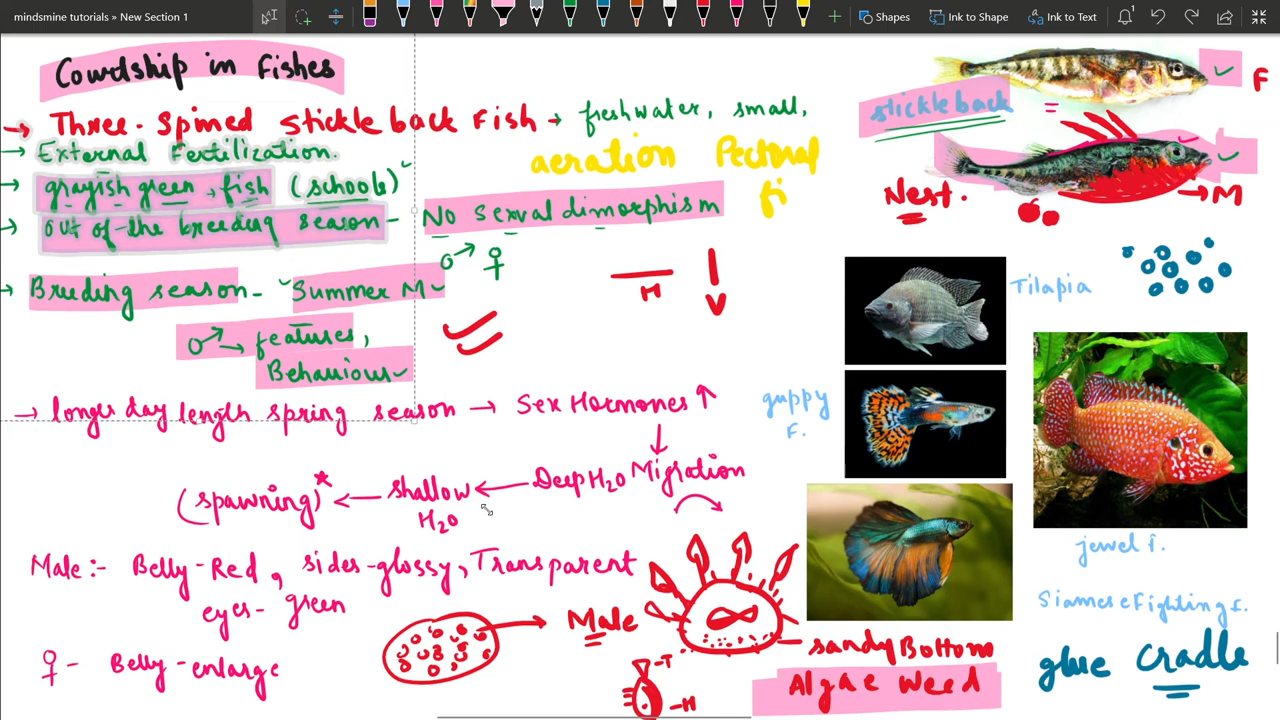 mindsmine tutorials » New Section 1
Shapes
Ink to Shape
Ink to Text
1
Cowdship in Fishes
→ Three-Spined Stickle Back Fish → freshwater, small,
→ External Fertilization.
→ grayish green, fish (schools)
→ out of the breeding season - No sexual dimorphism
aeration Pectoral
fi
♂ ♀
→ Breeding season - Summer M
♂ → features,
Behaviour
H
→ longer day length spring season → Sex Hormones ↑
(spawning)* ← shallow H₂O ← Deep H₂O Migration
Male:- Belly-Red, sides-glossy, Transparent
eyes- green
♀ - Belly-enlarge
Male
sandy Bottom
Algae Weed
-T
-H
stickleback
F
Nest.
→ M
Tilapia
guppy
F.
jewel f.
Siamese Fighting f.
glue cradle